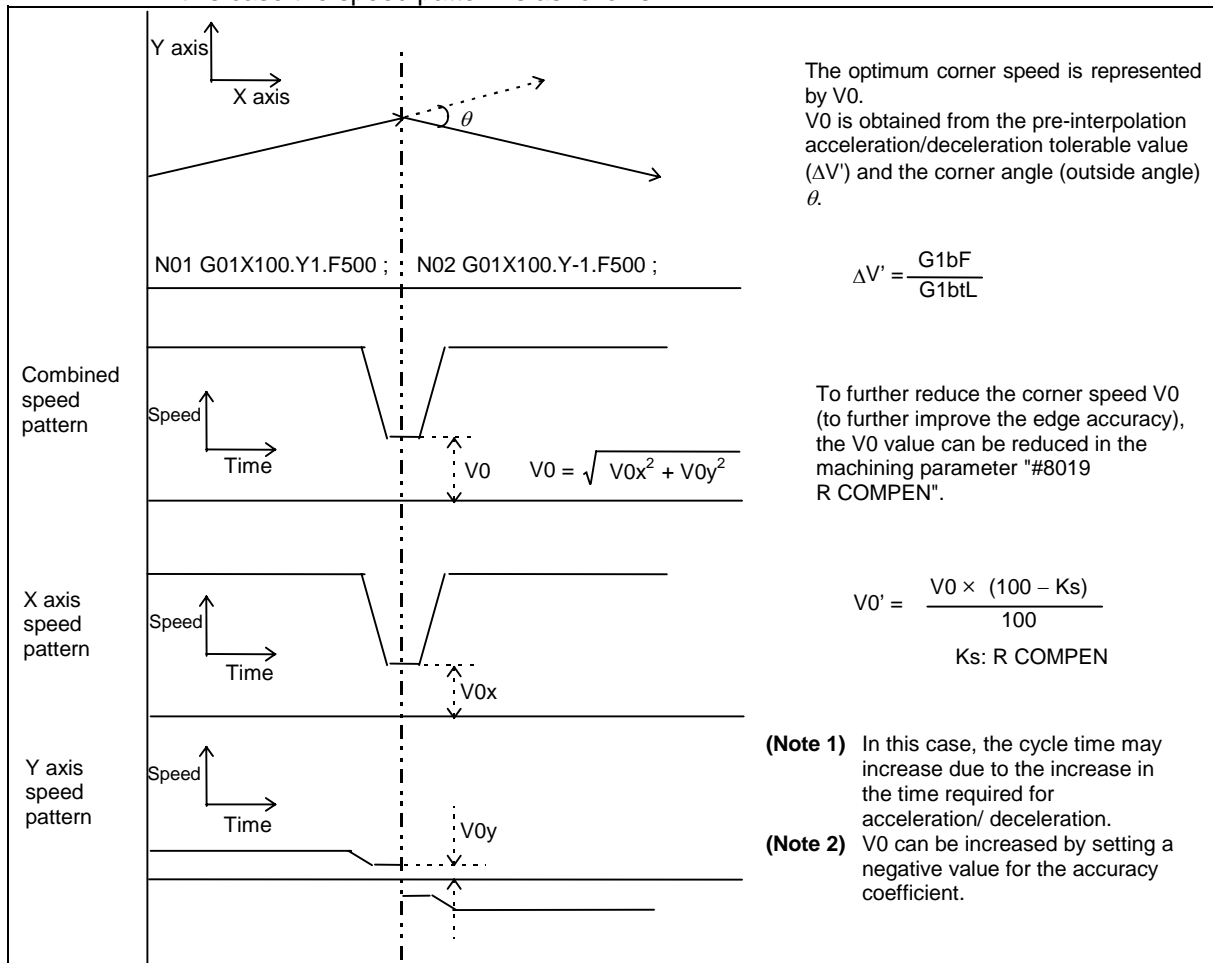 Y axis
X axis
θ
N01 G01X100.Y1.F500 ;
N02 G01X100.Y-1.F500 ;
The optimum corner speed is represented
by V0.
V0 is obtained from the pre-interpolation
acceleration/deceleration tolerable value
(ΔV') and the corner angle (outside angle)
θ.
ΔV' = G1bF
G1btL
Combined
speed
pattern
Speed
Time
V0
V0 = √ V0x² + V0y²
To further reduce the corner speed V0
(to further improve the edge accuracy),
the V0 value can be reduced in the
machining parameter "#8019
R COMPEN".
X axis
speed
pattern
Speed
Time
V0x
V0' = V0 × (100 – Ks)
100
Ks: R COMPEN
Y axis
speed
pattern
Speed
Time
V0y
(Note 1) In this case, the cycle time may
increase due to the increase in
the time required for
acceleration/ deceleration.
(Note 2) V0 can be increased by setting a
negative value for the accuracy
coefficient.